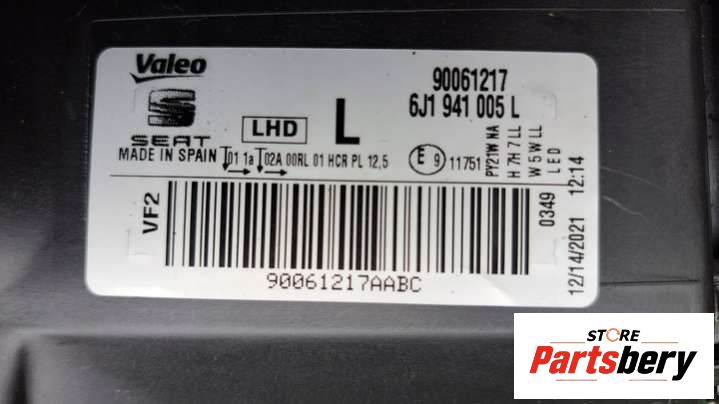 Valeo
90061217
6J1 941 005 L
SEAT
LHD
L
MADE IN SPAIN 01 1a 02A 00RL 01 HCR PL 12,5
E 9 11751
PY21W NA
H 7H 7 LL
W 5 W LL
LED
VF2
0349
12/14/2021 12:14
90061217AABC
STORE
Partsbery